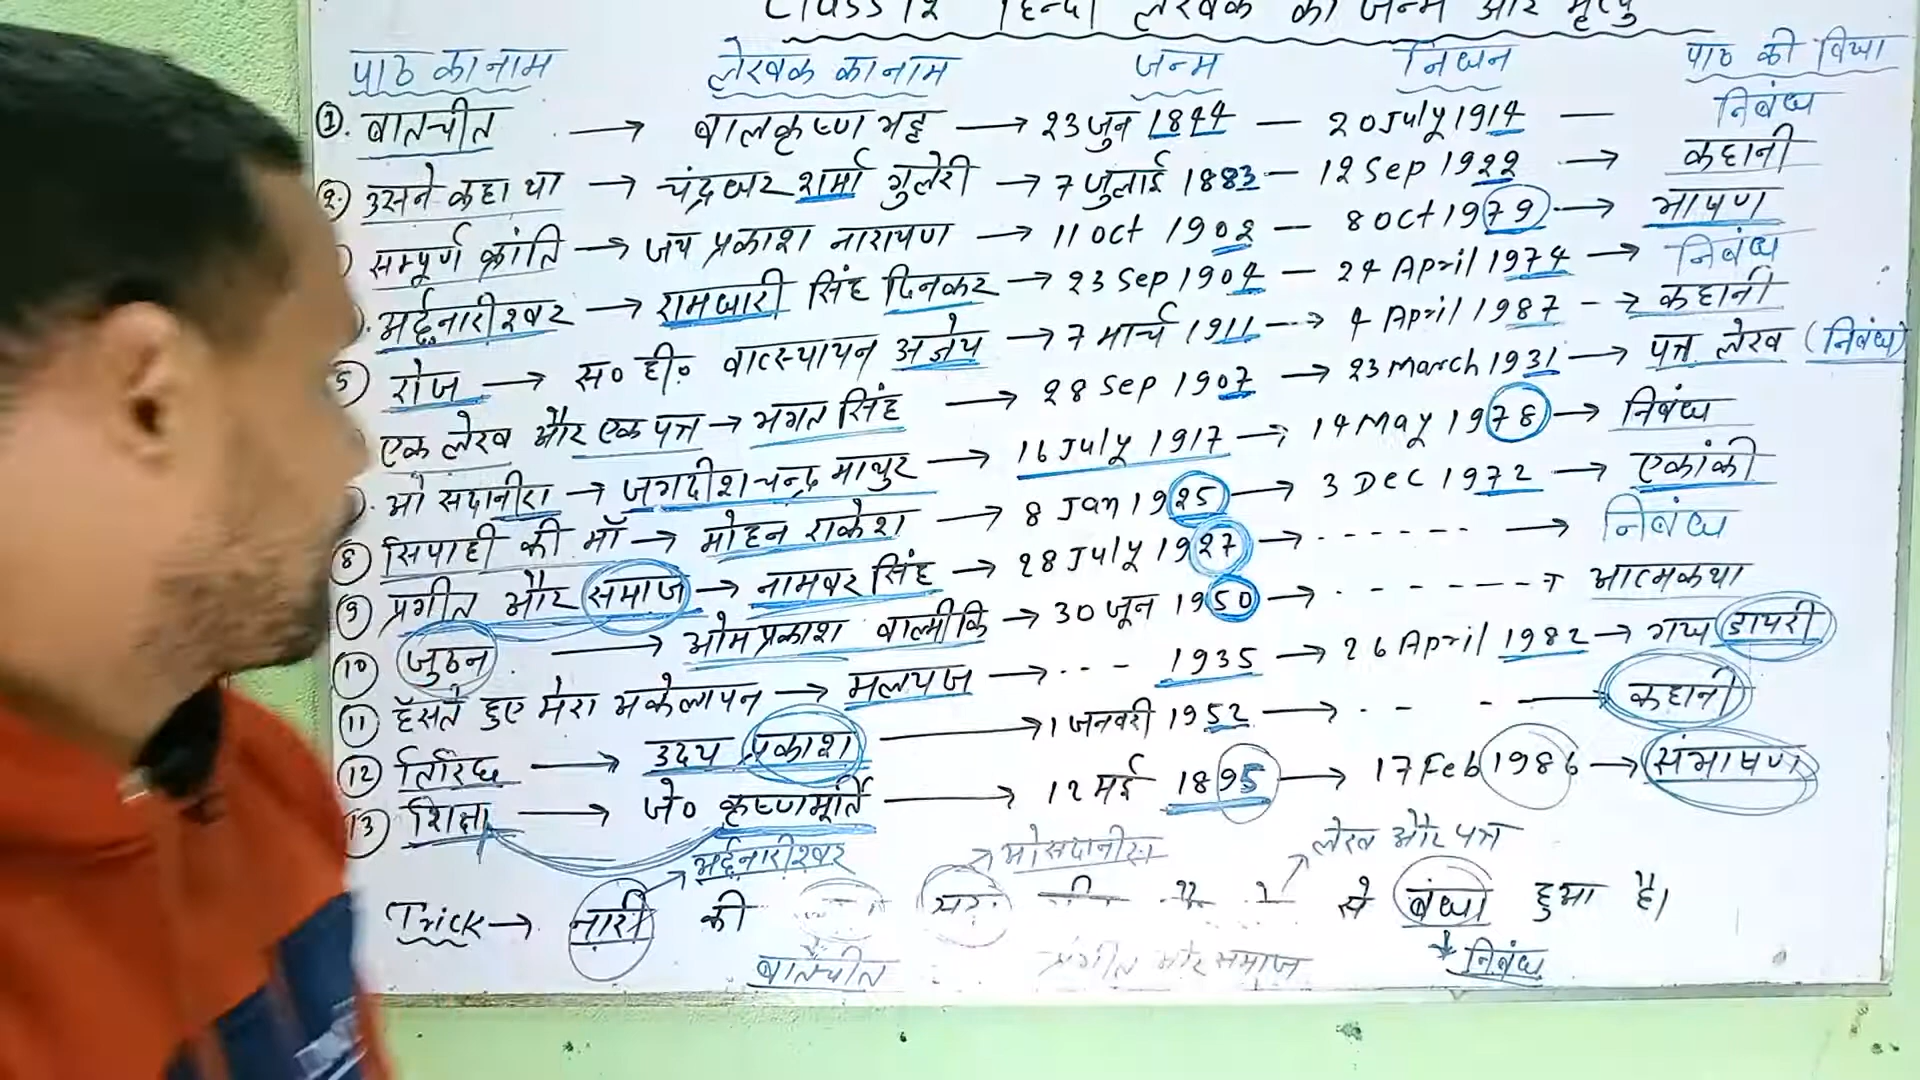 Class 12 हिन्दी लेखक का जन्म और मृत्यु
पाठ का नाम लेखक का नाम जन्म निधन पाठ की विधा
①. बातचीत → बालकृष्ण भट्ट → 23 जुन 1844 — 20 July 1914 — निबंध
②. उसने कहा था → चंद्रधर शर्मा गुलेरी → 7 जुलाई 1883 — 12 Sep 1922 → कहानी
सम्पूर्ण क्रांति → जय प्रकाश नारायण → 11 Oct 1902 — 8 Oct 1979 → भाषण
अर्द्धनारीश्वर → रामधारी सिंह दिनकर → 23 Sep 1904 — 24 April 1974 → निबंध
5) रोज → स० ही० वात्स्यायन अज्ञेय → 7 मार्च 1911 → 4 April 1987 → कहानी
एक लेख और एक पत्र → भगत सिंह → 28 Sep 1907 → 23 March 1931 → पत्र लेख (निबंध)
ओ सदानीरा → जगदीश चन्द्र माथुर → 16 July 1917 → 14 May 1978 → निबंध
⑧ सिपाही की माँ → मोहन राकेश → 8 Jan 1925 → 3 Dec 1972 → एकांकी
⑨ प्रगीत और समाज → नामवर सिंह → 28 July 1927 → - - - - - - → निबंध
⑩ जुठन → ओमप्रकाश वाल्मीकि → 30 जून 1950 → - - - - - - → आत्मकथा
⑪ हँसते हुए मेरा अकेलापन → मलयज → - - - 1935 → 26 April 1982 → गद्य डायरी
⑫ तिरिछ → उदय प्रकाश → 1 जनवरी 1952 → - - - → कहानी
⑬ शिक्षा → जे० कृष्णमूर्ति → 12 मई 1895 → 17 Feb 1986 → संभाषण
अर्द्धनारीश्वर ओ सदानीरा लेख और पत्र
Trick → नारी की से बंधा हुआ है।
बातचीत प्रगीत और समाज निबंध